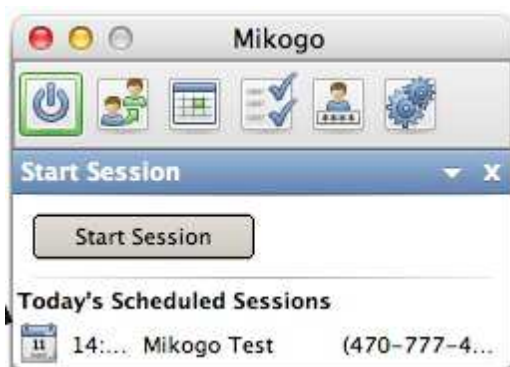 Mikogo
Start Session
Start Session
Today's Scheduled Sessions
11 14:... Mikogo Test (470-777-4...